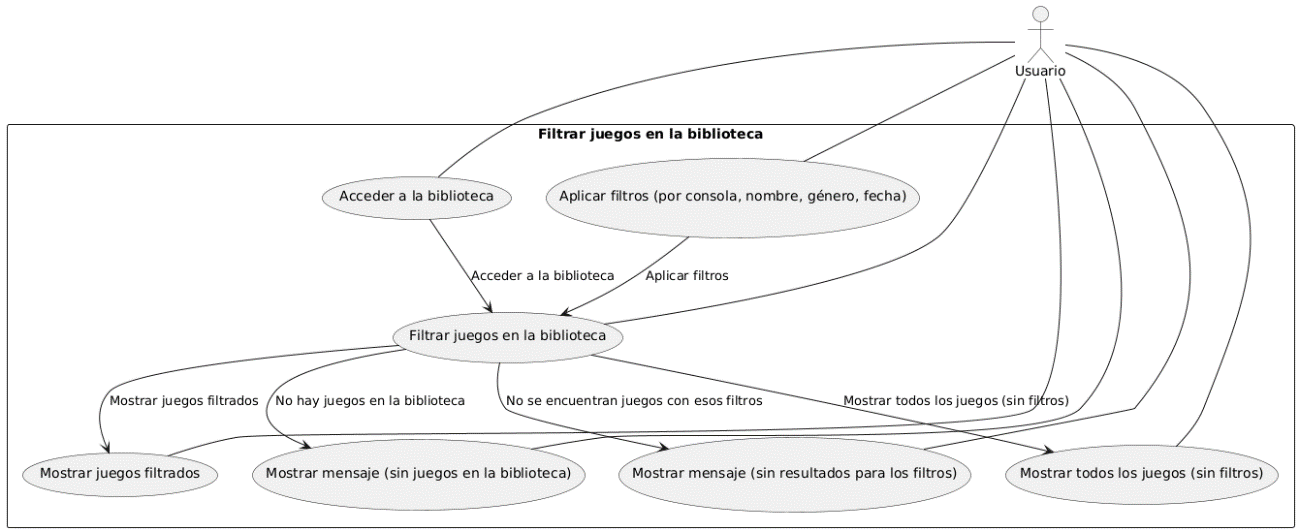 Usuario
Filtrar juegos en la biblioteca
Acceder a la biblioteca
Aplicar filtros (por consola, nombre, género, fecha)
Acceder a la biblioteca
Aplicar filtros
Filtrar juegos en la biblioteca
Mostrar juegos filtrados
No hay juegos en la biblioteca
No se encuentran juegos con esos filtros
Mostrar todos los juegos (sin filtros)
Mostrar juegos filtrados
Mostrar mensaje (sin juegos en la biblioteca)
Mostrar mensaje (sin resultados para los filtros)
Mostrar todos los juegos (sin filtros)